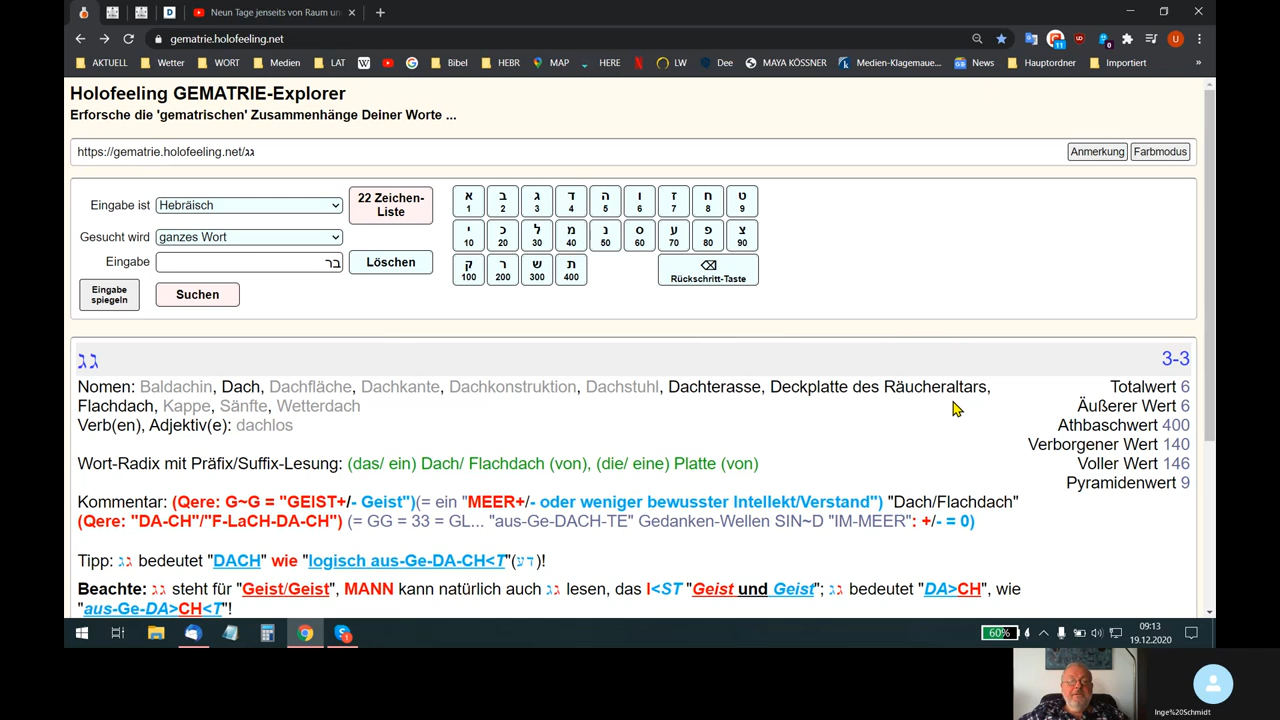 Neun Tage jenseits von Raum un
gematrie.holofeeling.net
AKTUELL Wetter WORT Medien LAT Bibel HEBR MAP HERE LW Dee MAYA KÖSSNER Medien-Klagemaue... News Hauptordner Importiert »
Holofeeling GEMATRIE-Explorer
Erforsche die 'gematrischen' Zusammenhänge Deiner Worte ...
https://gematrie.holofeeling.net/גג Anmerkung Farbmodus
Eingabe ist Hebräisch
22 Zeichen-
Liste
Gesucht wird ganzes Wort
Eingabe בר Löschen
Eingabe
spiegeln
Suchen
א ב ג ד ה ו ז ח ט
1 2 3 4 5 6 7 8 9
י כ ל מ נ ס ע פ צ
10 20 30 40 50 60 70 80 90
ק ר ש ת ⌫
100 200 300 400 Rückschritt-Taste
גג 3-3
Nomen: Baldachin, Dach, Dachfläche, Dachkante, Dachkonstruktion, Dachstuhl, Dachterasse, Deckplatte des Räucheraltars,
Flachdach, Kappe, Sänfte, Wetterdach
Verb(en), Adjektiv(e): dachlos
Totalwert 6
Äußerer Wert 6
Athbaschwert 400
Verborgener Wert 140
Voller Wert 146
Pyramidenwert 9
Wort-Radix mit Präfix/Suffix-Lesung: (das/ ein) Dach/ Flachdach (von), (die/ eine) Platte (von)
Kommentar: (Qere: G~G = "GEIST+/- Geist")(= ein "MEER+/- oder weniger bewusster Intellekt/Verstand") "Dach/Flachdach"
(Qere: "DA-CH"/"F-LaCH-DA-CH") (= GG = 33 = GL... "aus-Ge-DACH-TE" Gedanken-Wellen SIN~D "IM-MEER": +/- = 0)
Tipp: גג bedeutet "DACH" wie "logisch aus-Ge-DA-CH<T"(דע)!
Beachte: גג steht für "Geist/Geist", MANN kann natürlich auch גג lesen, das I<ST "Geist und Geist"; גג bedeutet "DA>CH", wie
"aus-Ge-DA>CH<T"!
60%
09:13
19.12.2020
Inge%20Schmidt